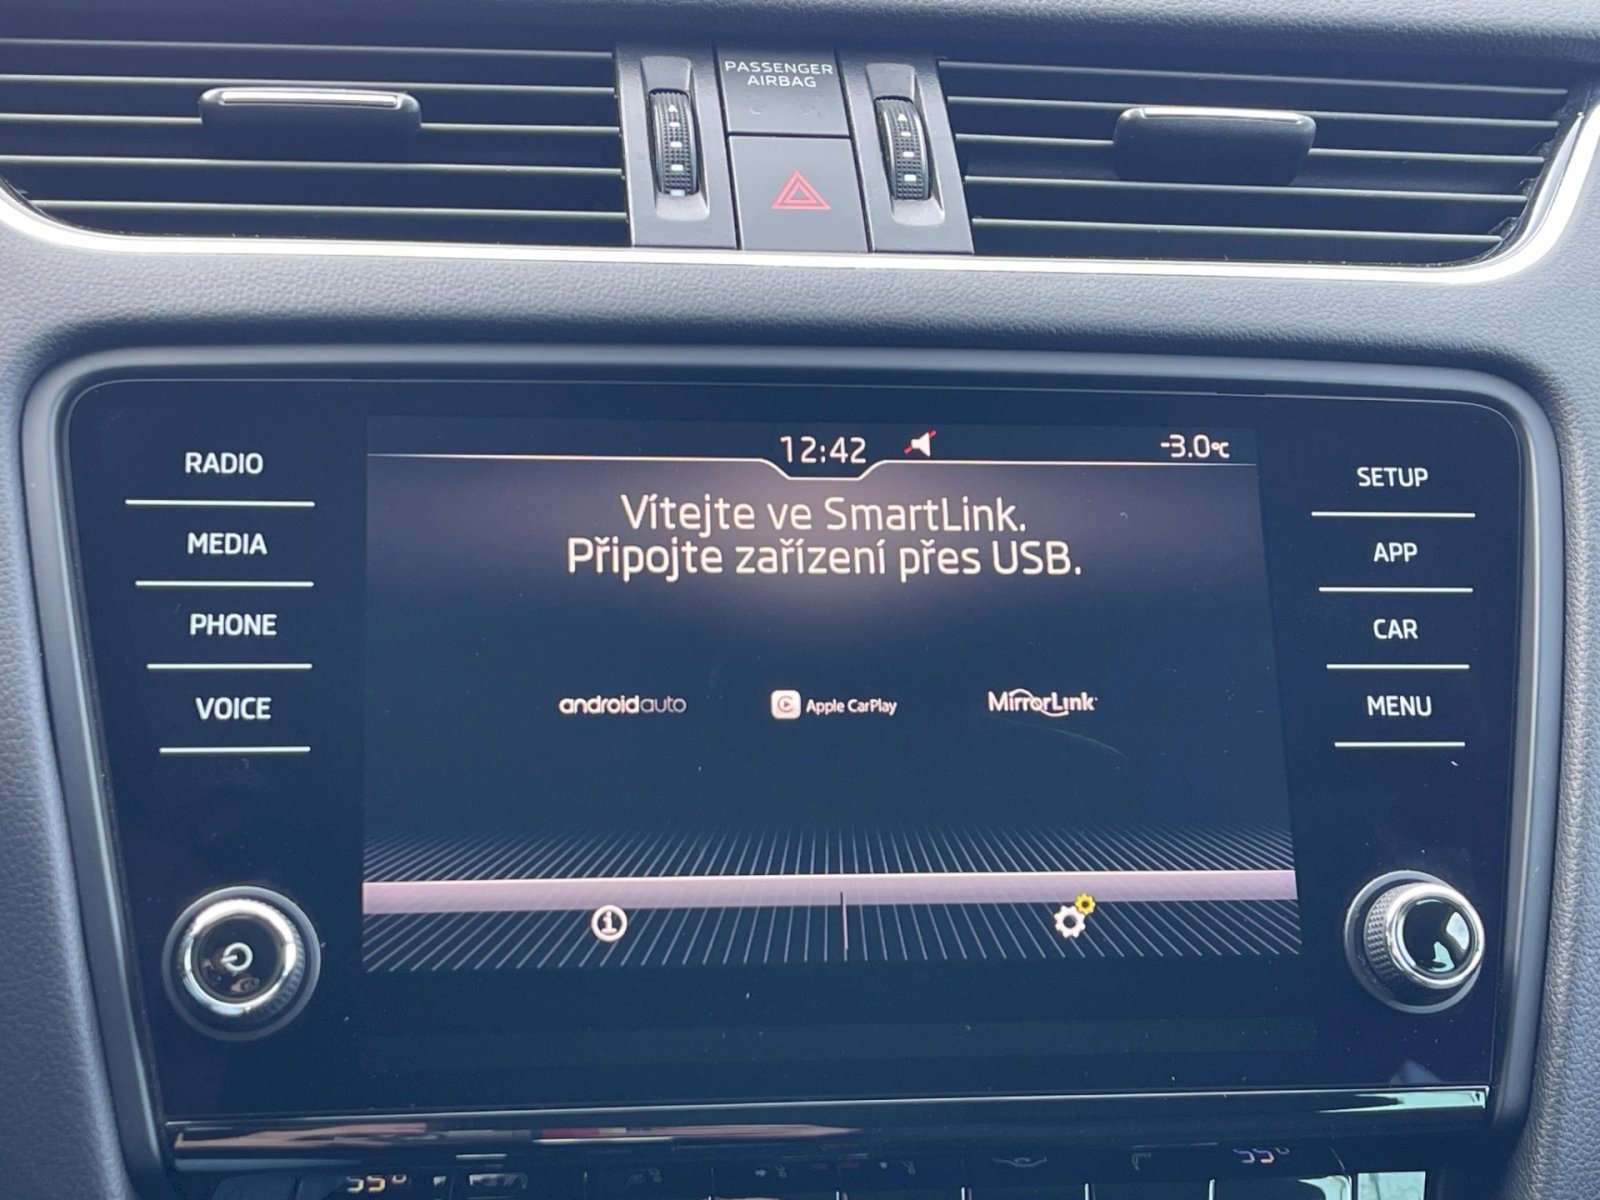 PASSENGER
AIRBAG
12:42
-3.0°C
Vítejte ve SmartLink.
Připojte zařízení přes USB.
RADIO
MEDIA
PHONE
VOICE
SETUP
APP
CAR
MENU
androidauto
Apple CarPlay
MirrorLink